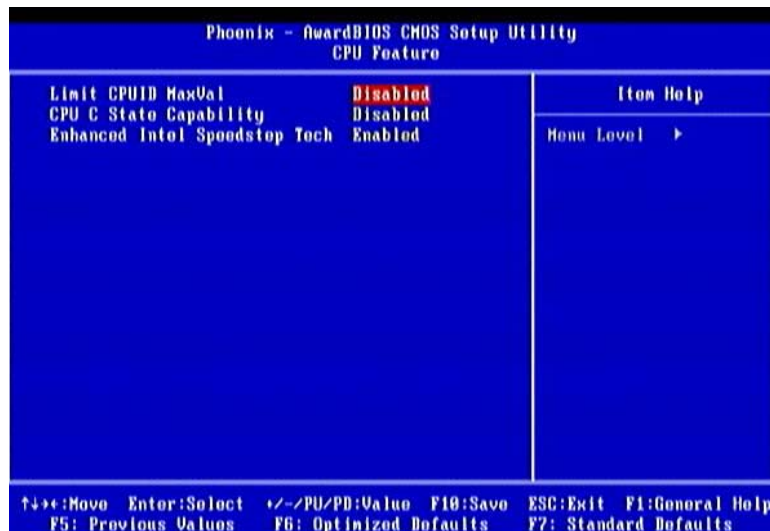 Phoenix - AwardBIOS CMOS Setup Utility
CPU Feature
Limit CPUID MaxVal Disabled
CPU C State Capability Disabled
Enhanced Intel Speedstep Tech Enabled
Item Help
Menu Level ►
↑↓→←:Move Enter:Select +/-/PU/PD:Value F10:Save ESC:Exit F1:General Help
F5: Previous Values F6: Optimized Defaults F7: Standard Defaults